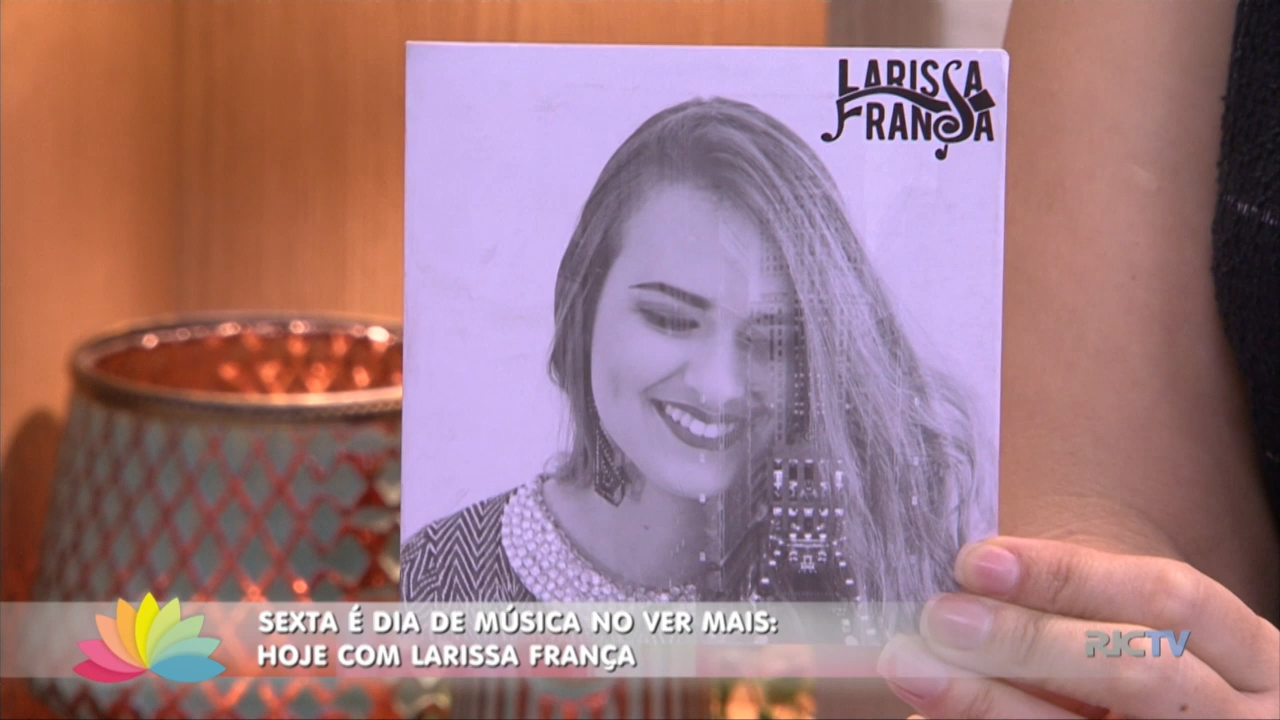 LARISSA
FRANÇA
SEXTA É DIA DE MÚSICA NO VER MAIS:
HOJE COM LARISSA FRANÇA
RICTV